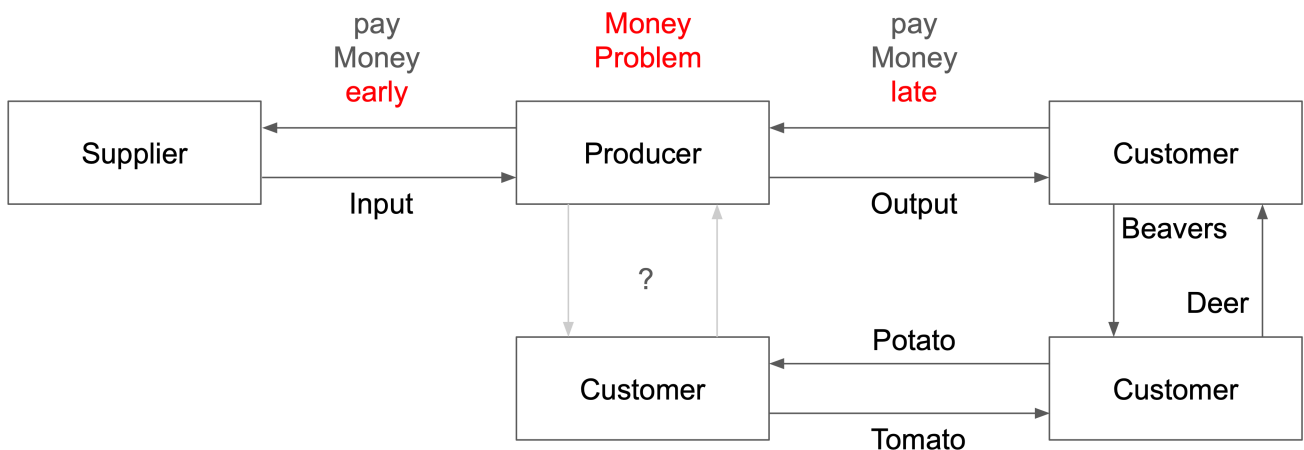 pay
Money
early
Money
Problem
pay
Money
late
Supplier
Producer
Customer
Input
Output
Beavers
?
Deer
Potato
Customer
Customer
Tomato